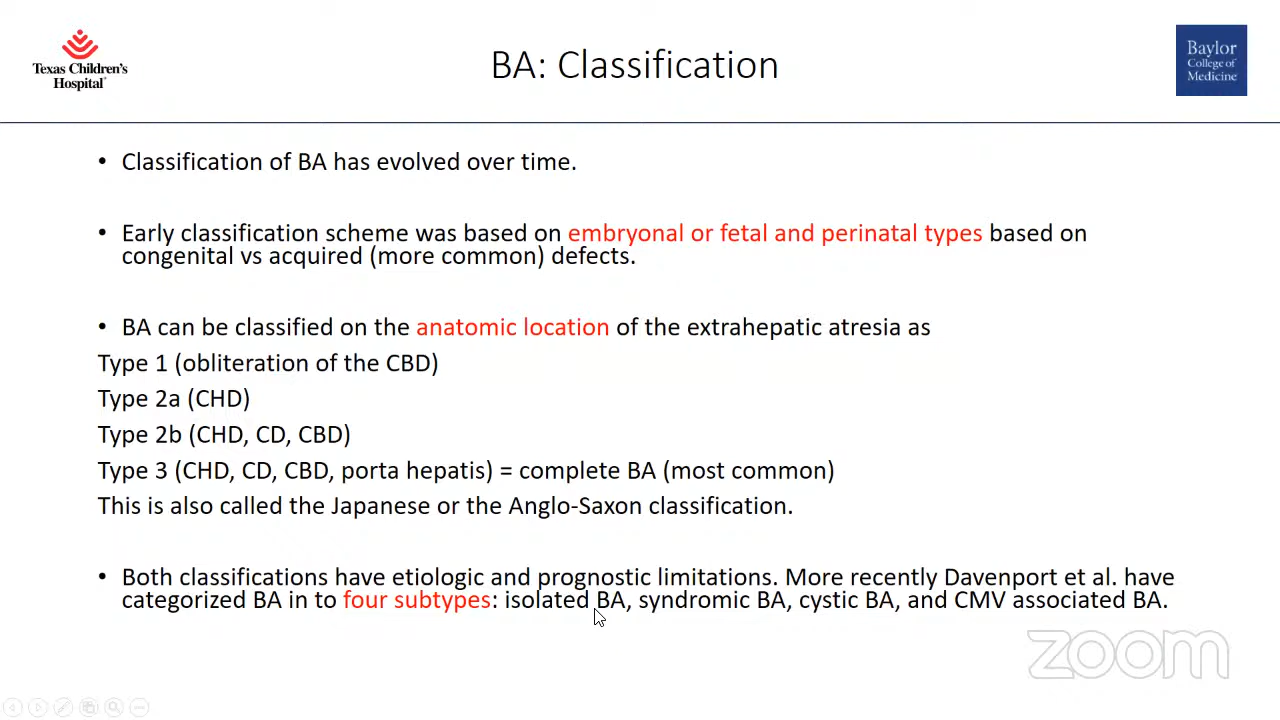 Texas Children's
Hospital
BA: Classification
Baylor
College of
Medicine
• Classification of BA has evolved over time.
• Early classification scheme was based on embryonal or fetal and perinatal types based on
congenital vs acquired (more common) defects.
• BA can be classified on the anatomic location of the extrahepatic atresia as
Type 1 (obliteration of the CBD)
Type 2a (CHD)
Type 2b (CHD, CD, CBD)
Type 3 (CHD, CD, CBD, porta hepatis) = complete BA (most common)
This is also called the Japanese or the Anglo-Saxon classification.
• Both classifications have etiologic and prognostic limitations. More recently Davenport et al. have
categorized BA in to four subtypes: isolated BA, syndromic BA, cystic BA, and CMV associated BA.
zoom